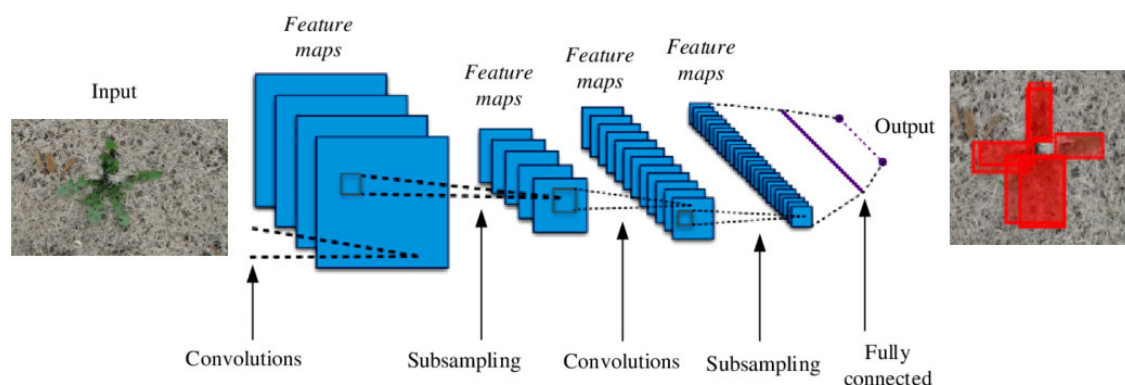 Input
Feature
maps
Feature
maps
Feature
maps
Feature
maps
Output
Convolutions
Subsampling
Convolutions
Subsampling
Fully
connected